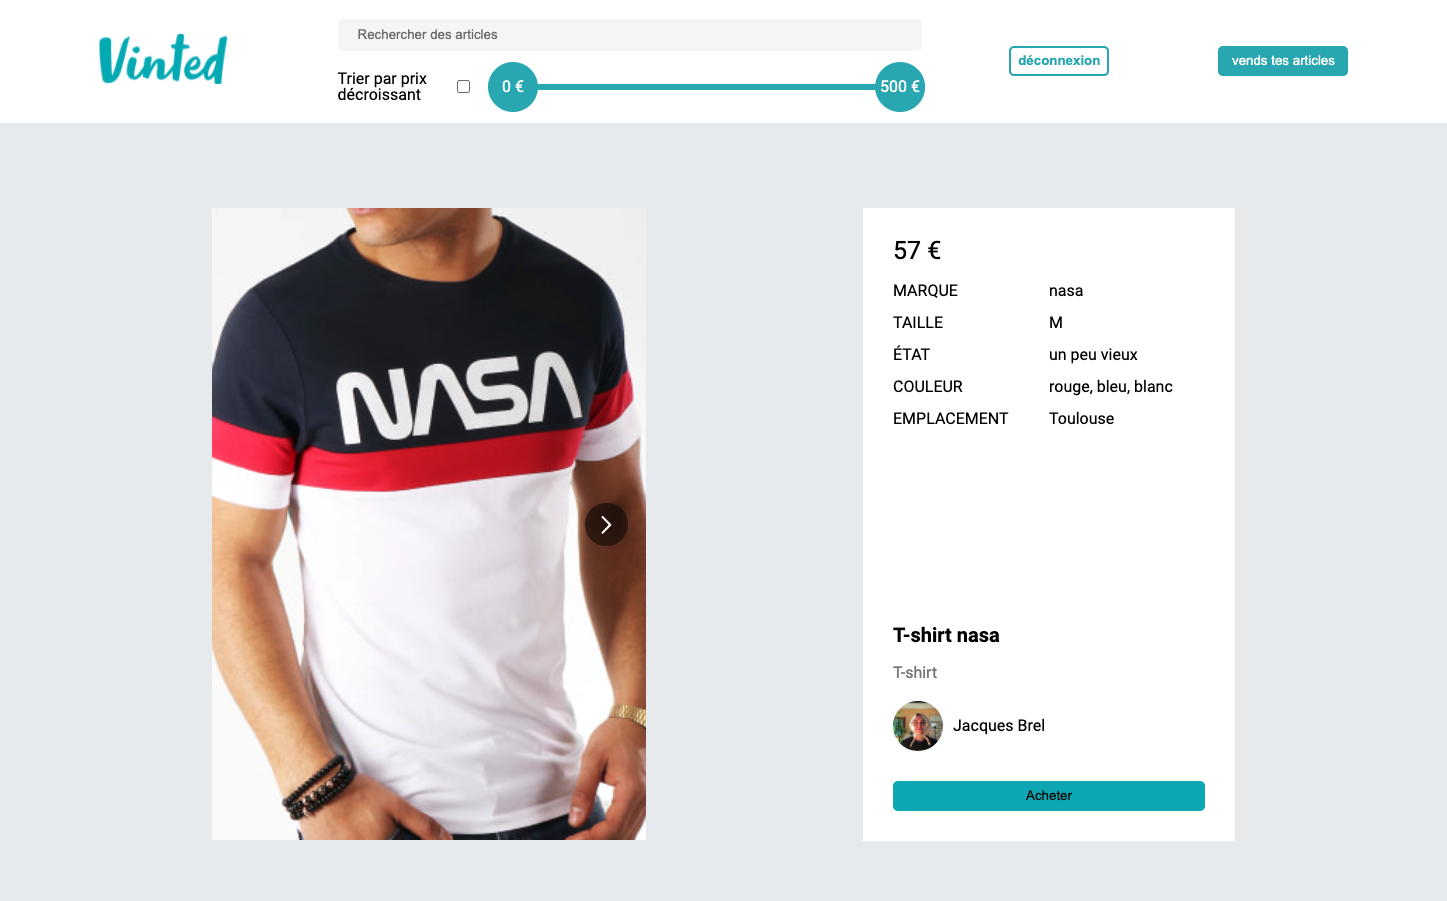 Vinted
Rechercher des articles
Trier par prix
décroissant
0 €
500 €
déconnexion
vends tes articles
NASA
57 €
MARQUE nasa
TAILLE M
ÉTAT un peu vieux
COULEUR rouge, bleu, blanc
EMPLACEMENT Toulouse
T-shirt nasa
T-shirt
Jacques Brel
Acheter